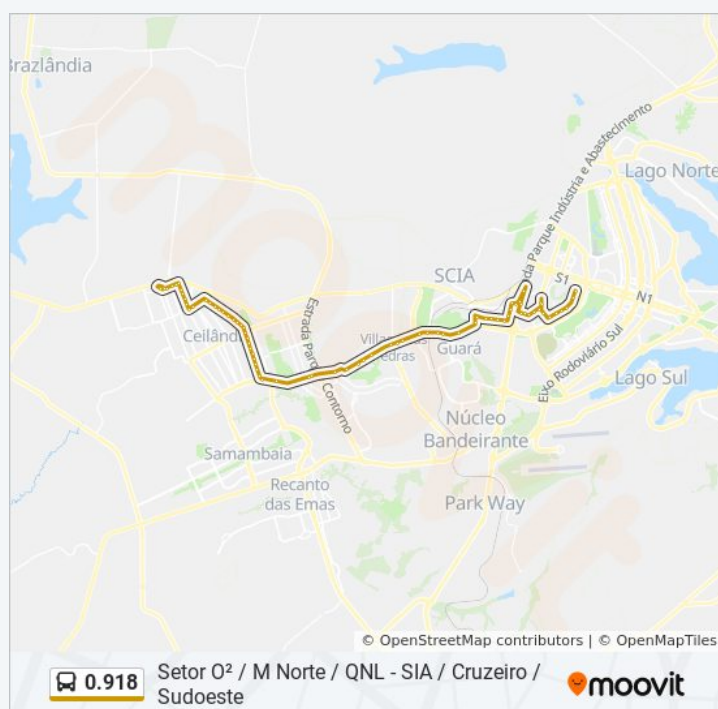 Brazlândia
Lago Norte
Estrada Parque Indústria e Abastecimento
SCIA
S1
N1
Ceilândia
Estrada Parque Contorno
Guará
Eixo Rodoviário Sul
Lago Sul
Núcleo
Bandeirante
Samambaia
Recanto
das Emas
Park Way
© OpenStreetMap contributors | © OpenMapTiles
0.918
Setor O² / M Norte / QNL - SIA / Cruzeiro /
Sudoeste
moovit